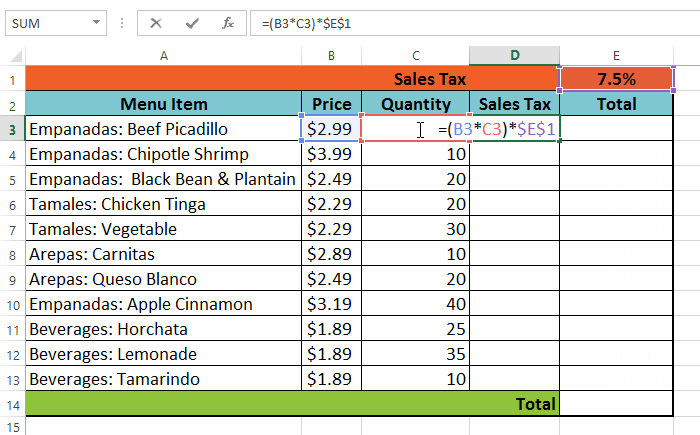 SUM fx =(B3*C3)*$E$1
A B C D E
1 Sales Tax 7.5%
2 Menu Item Price Quantity Sales Tax Total
3 Empanadas: Beef Picadillo $2.99 =(B3*C3)*$E$1
4 Empanadas: Chipotle Shrimp $3.99 10
5 Empanadas: Black Bean & Plantain $2.49 20
6 Tamales: Chicken Tinga $2.29 20
7 Tamales: Vegetable $2.29 30
8 Arepas: Carnitas $2.89 10
9 Arepas: Queso Blanco $2.49 20
10 Empanadas: Apple Cinnamon $3.19 40
11 Beverages: Horchata $1.89 25
12 Beverages: Lemonade $1.89 35
13 Beverages: Tamarindo $1.89 10
14 Total
15